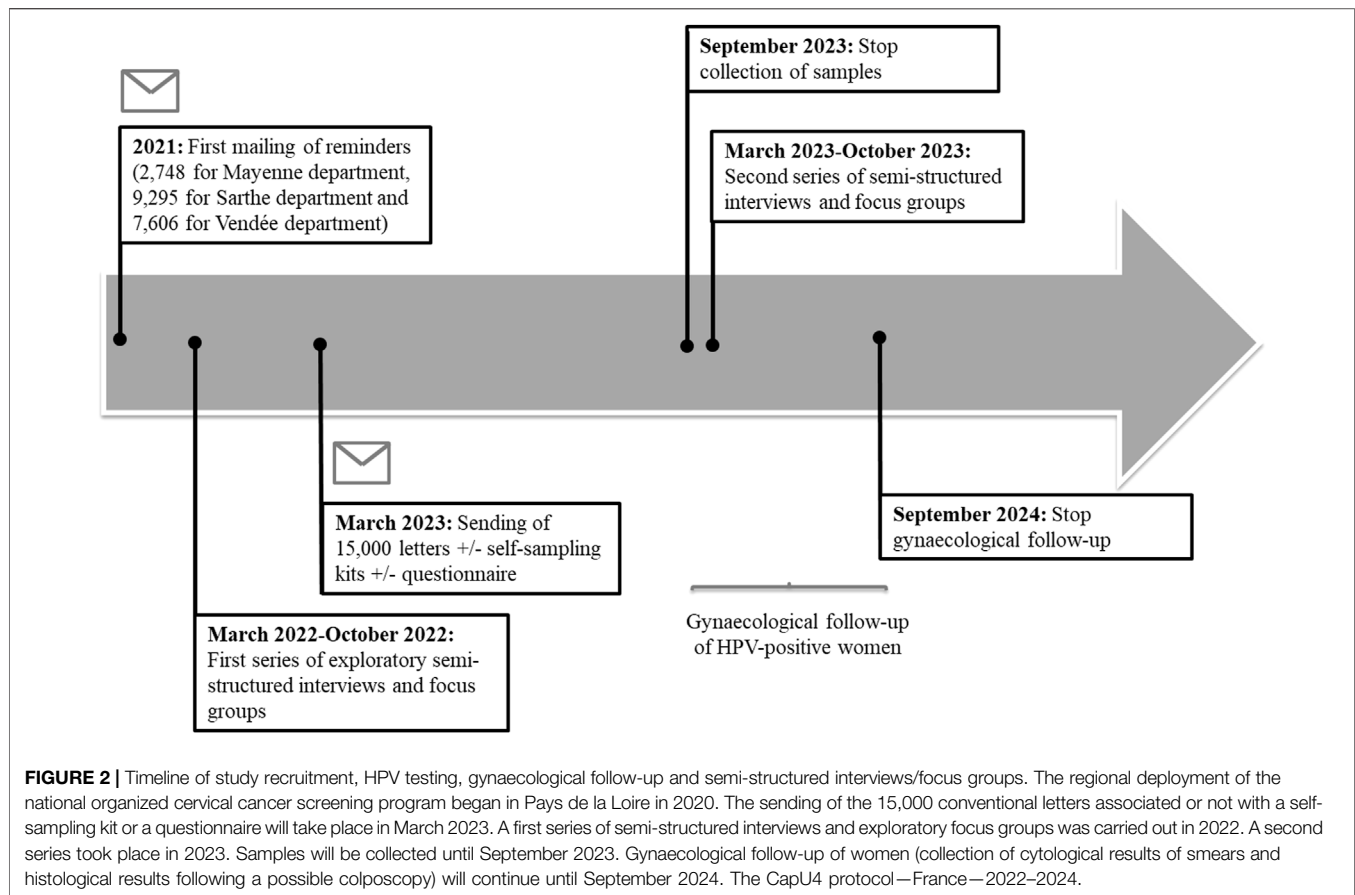 September 2023: Stop
collection of samples
2021: First mailing of reminders
(2,748 for Mayenne department,
9,295 for Sarthe department and
7,606 for Vendée department)
March 2023-October 2023:
Second series of semi-structured
interviews and focus groups
March 2023: Sending of
15,000 letters +/- self-sampling
kits +/- questionnaire
September 2024: Stop
gynaecological follow-up
March 2022-October 2022:
First series of exploratory semi-
structured interviews and focus
groups
Gynaecological follow-up
of HPV-positive women
FIGURE 2 | Timeline of study recruitment, HPV testing, gynaecological follow-up and semi-structured interviews/focus groups. The regional deployment of the
national organized cervical cancer screening program began in Pays de la Loire in 2020. The sending of the 15,000 conventional letters associated or not with a self-
sampling kit or a questionnaire will take place in March 2023. A first series of semi-structured interviews and exploratory focus groups was carried out in 2022. A second
series took place in 2023. Samples will be collected until September 2023. Gynaecological follow-up of women (collection of cytological results of smears and
histological results following a possible colposcopy) will continue until September 2024. The CapU4 protocol—France—2022–2024.